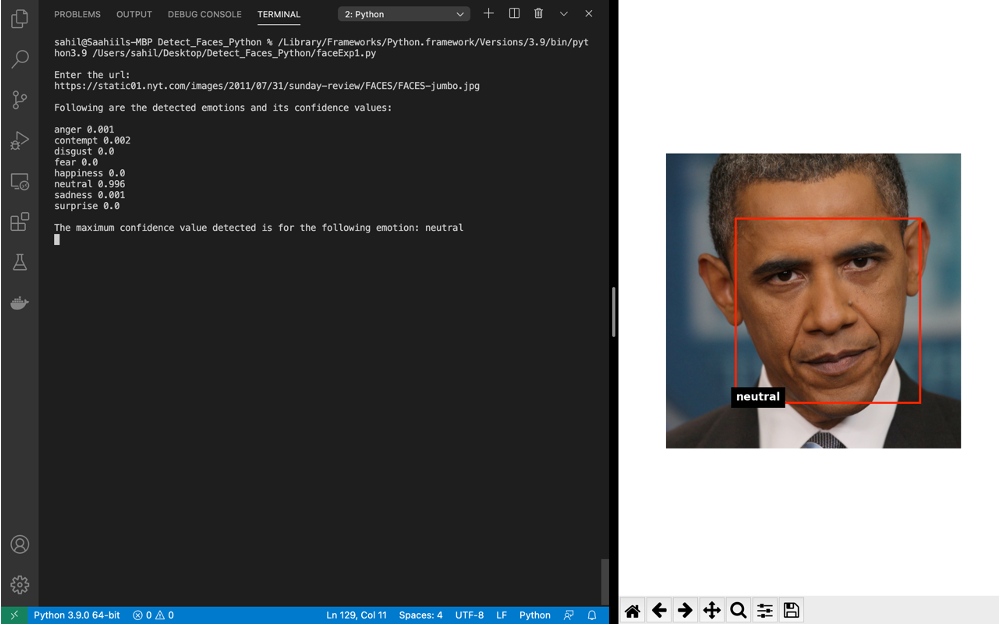 PROBLEMS OUTPUT DEBUG CONSOLE TERMINAL 2: Python
sahil@Saahiils-MBP Detect_Faces_Python % /Library/Frameworks/Python.framework/Versions/3.9/bin/pyt
hon3.9 /Users/sahil/Desktop/Detect_Faces_Python/faceExp1.py
Enter the url:
https://static01.nyt.com/images/2011/07/31/sunday-review/FACES/FACES-jumbo.jpg
Following are the detected emotions and its confidence values:
anger 0.001
contempt 0.002
disgust 0.0
fear 0.0
happiness 0.0
neutral 0.996
sadness 0.001
surprise 0.0
The maximum confidence value detected is for the following emotion: neutral
neutral
Python 3.9.0 64-bit 0 0 Ln 129, Col 11 Spaces: 4 UTF-8 LF Python